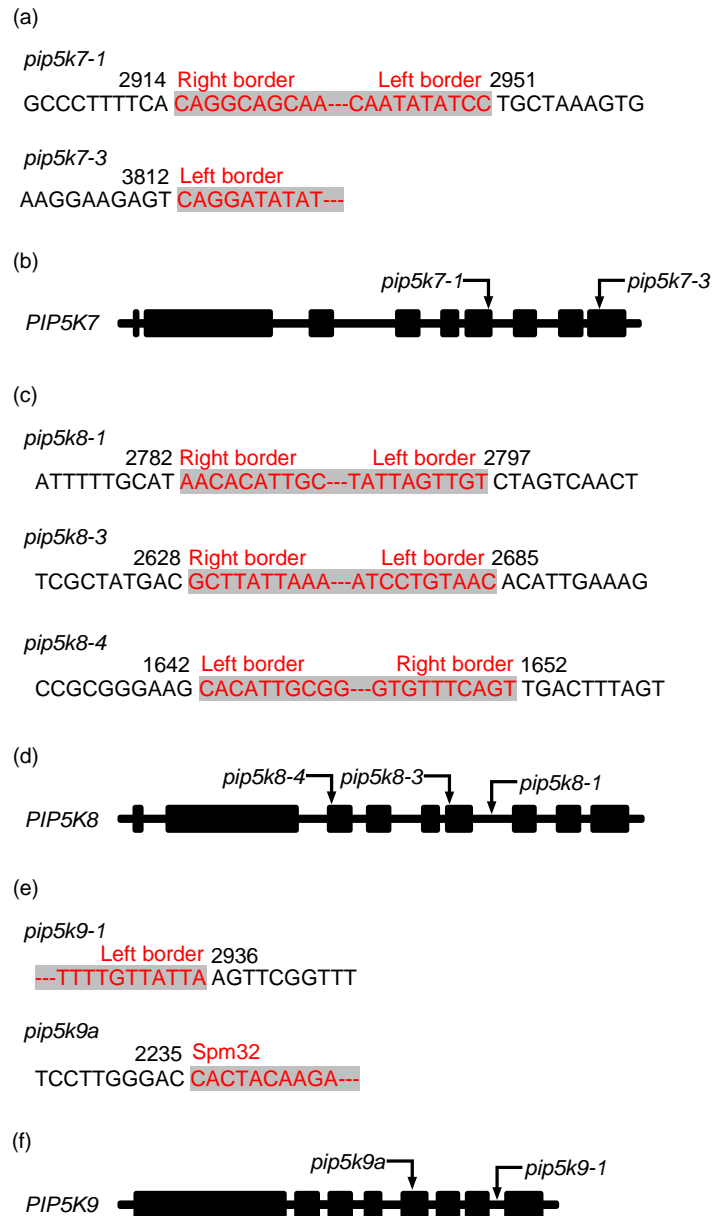 (a)
pip5k7-1
2914 Right border Left border 2951
GCCCTTTTCA CAGGCAGCAA---CAATATATCC TGCTAAAGTG
pip5k7-3
3812 Left border
AAGGAAGAGT CAGGATATAT---
(b)
pip5k7-1 pip5k7-3
PIP5K7
(c)
pip5k8-1
2782 Right border Left border 2797
ATTTTTGCAT AACACATTGC---TATTAGTTGT CTAGTCAACT
pip5k8-3
2628 Right border Left border 2685
TCGCTATGAC GCTTATTAAA---ATCCTGTAAC ACATTGAAAG
pip5k8-4
1642 Left border Right border 1652
CCGCGGGAAG CACATTGCGG---GTGTTTCAGT TGACTTTAGT
(d)
pip5k8-4 pip5k8-3 pip5k8-1
PIP5K8
(e)
pip5k9-1
Left border 2936
---TTTTGTTATTA AGTTCGGTTT
pip5k9a
2235 Spm32
TCCTTGGGAC CACTACAAGA---
(f)
pip5k9a pip5k9-1
PIP5K9